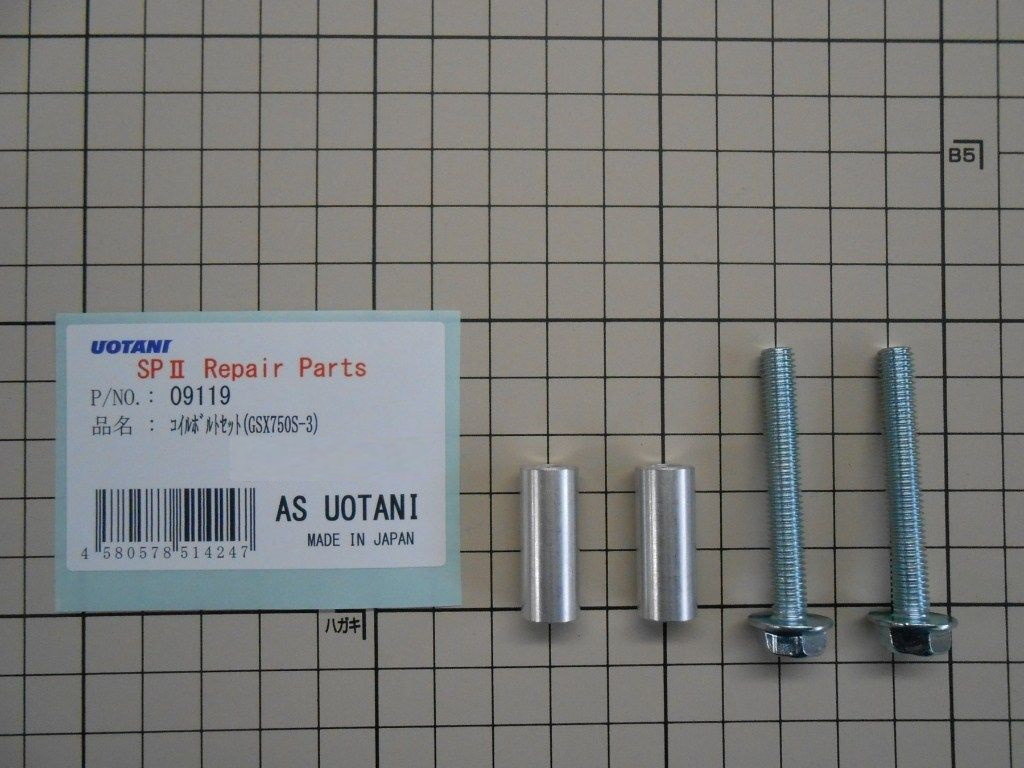 B5
UOTANI
SPⅡ Repair Parts
P/NO.: 09119
品名 : ｺｲﾙﾎﾞﾙﾄｾｯﾄ(GSX750S-3)
AS UOTANI
MADE IN JAPAN
4 580578 514247
ハガキ